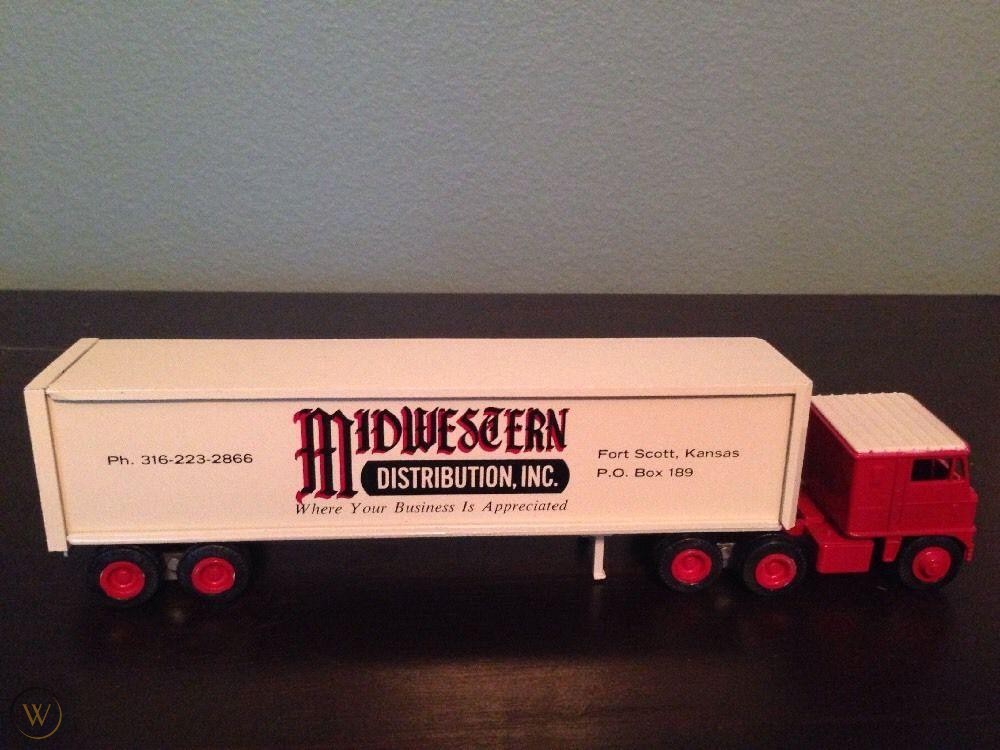 Ph. 316-223-2866
MIDWESTERN
DISTRIBUTION, INC.
Where Your Business Is Appreciated
Fort Scott, Kansas
P.O. Box 189
W